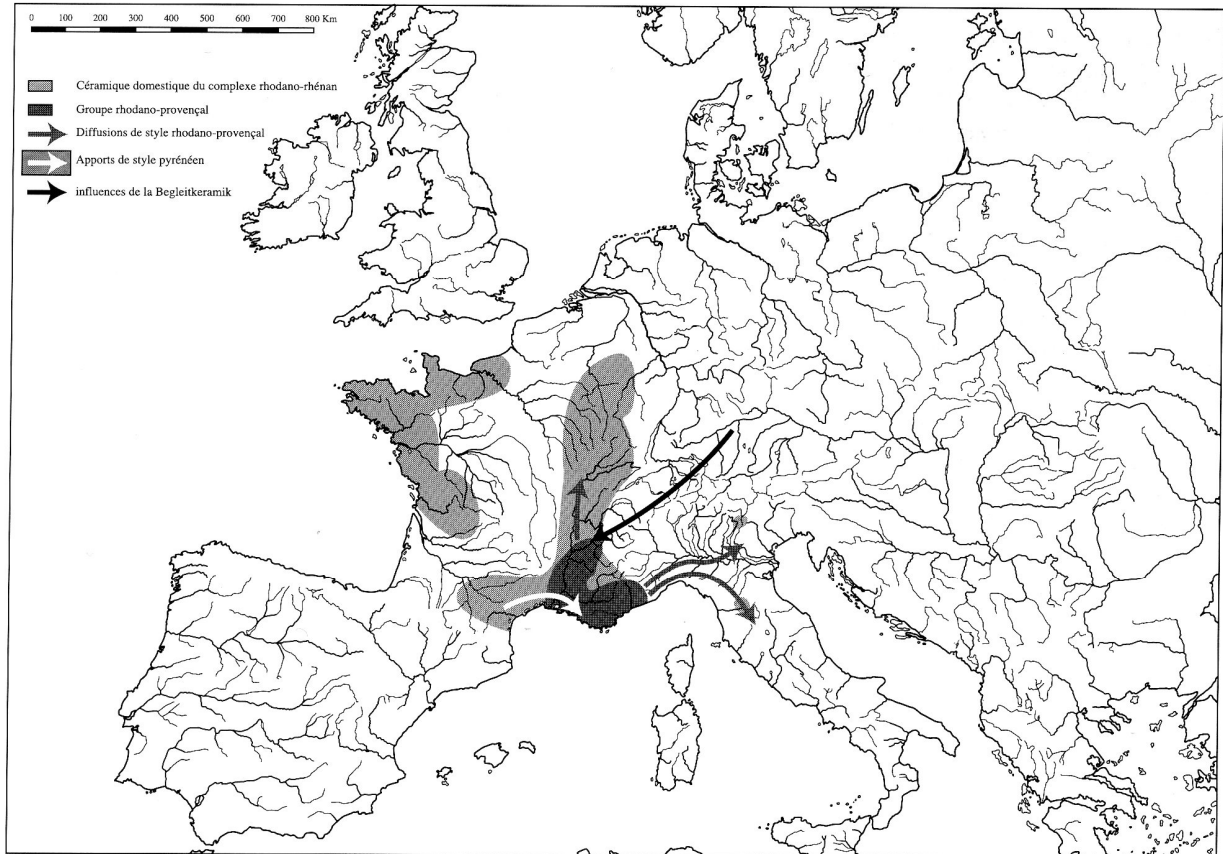 0 100 200 300 400 500 600 700 800 Km
Céramique domestique du complexe rhodano-rhénan
Groupe rhodano-provençal
Diffusions de style rhodano-provençal
Apports de style pyrénéen
influences de la Begleitkeramik